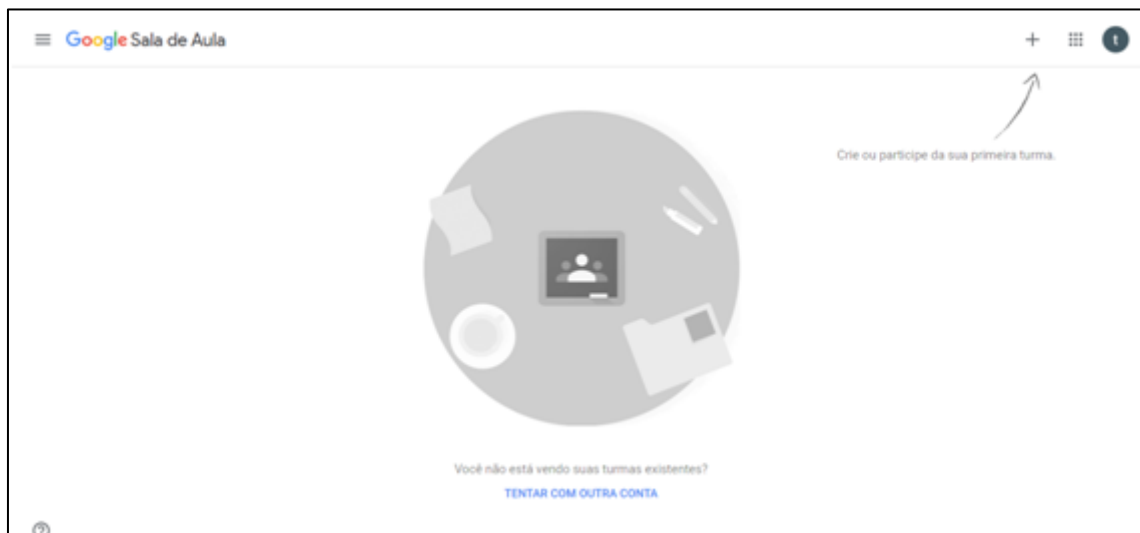 Google Sala de Aula
t
Crie ou participe da sua primeira turma.
Você não está vendo suas turmas existentes?
TENTAR COM OUTRA CONTA